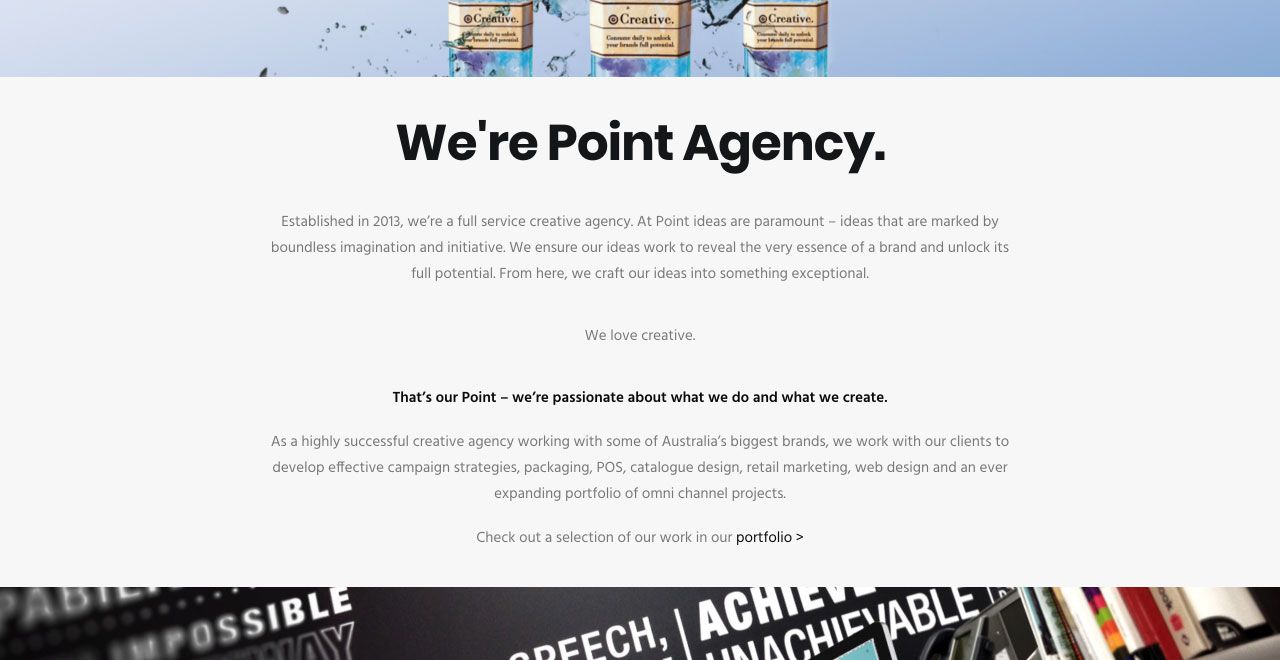 Creative. Creative. Creative.
Consume daily to unlock Consume daily to unlock Consume daily to unlock
your brands full potential. your brands full potential. your brands full potential.
We're Point Agency.
Established in 2013, we’re a full service creative agency. At Point ideas are paramount – ideas that are marked by
boundless imagination and initiative. We ensure our ideas work to reveal the very essence of a brand and unlock its
full potential. From here, we craft our ideas into something exceptional.
We love creative.
That’s our Point – we’re passionate about what we do and what we create.
As a highly successful creative agency working with some of Australia’s biggest brands, we work with our clients to
develop effective campaign strategies, packaging, POS, catalogue design, retail marketing, web design and an ever
expanding portfolio of omni channel projects.
Check out a selection of our work in our portfolio >
IMPOSSIBLE
SPEECH,
UNACHIEVABLE